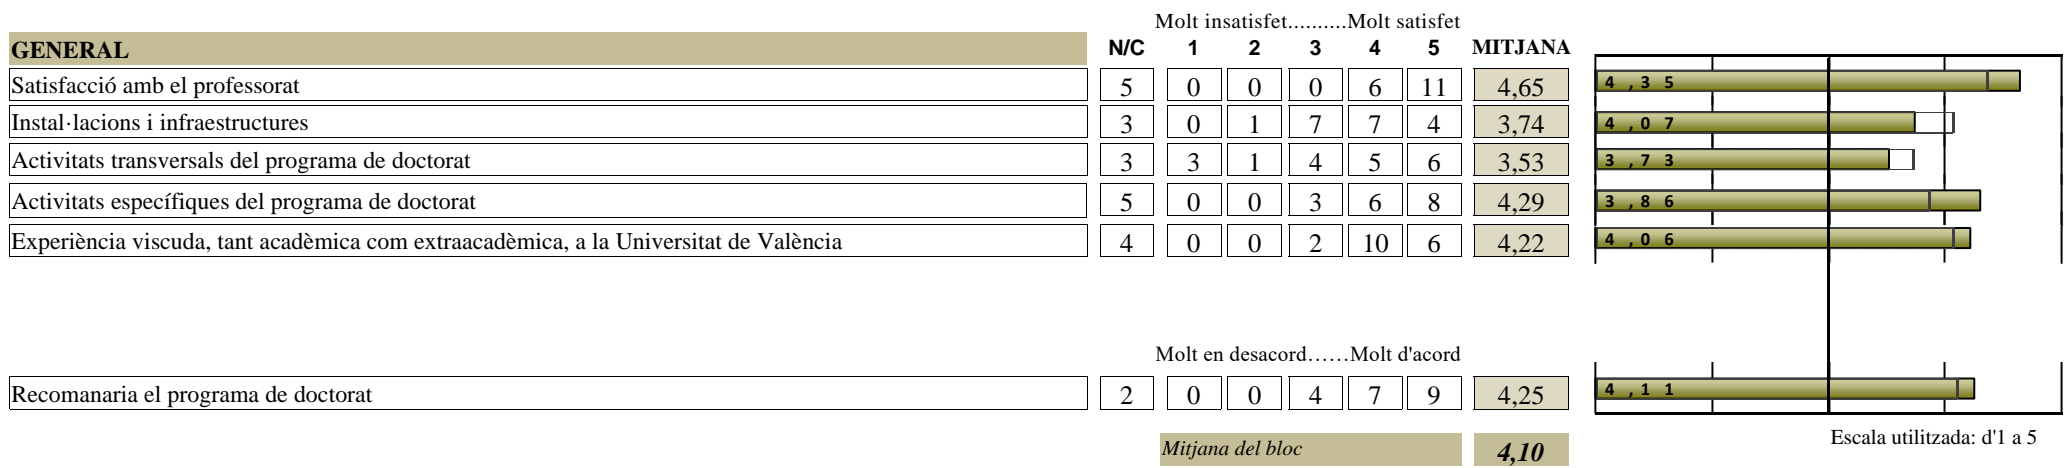 Molt insatisfet..........Molt satisfet
GENERAL N/C 1 2 3 4 5 MITJANA
Satisfacció amb el professorat 5 0 0 0 6 11 4,65 4,35
Instal·lacions i infraestructures 3 0 1 7 7 4 3,74 4,07
Activitats transversals del programa de doctorat 3 3 1 4 5 6 3,53 3,73
Activitats específiques del programa de doctorat 5 0 0 3 6 8 4,29 3,86
Experiència viscuda, tant acadèmica com extraacadèmica, a la Universitat de València 4 0 0 2 10 6 4,22 4,06
Molt en desacord……Molt d'acord
Recomanaria el programa de doctorat 2 0 0 4 7 9 4,25 4,11
Escala utilitzada: d'1 a 5
Mitjana del bloc 4,10